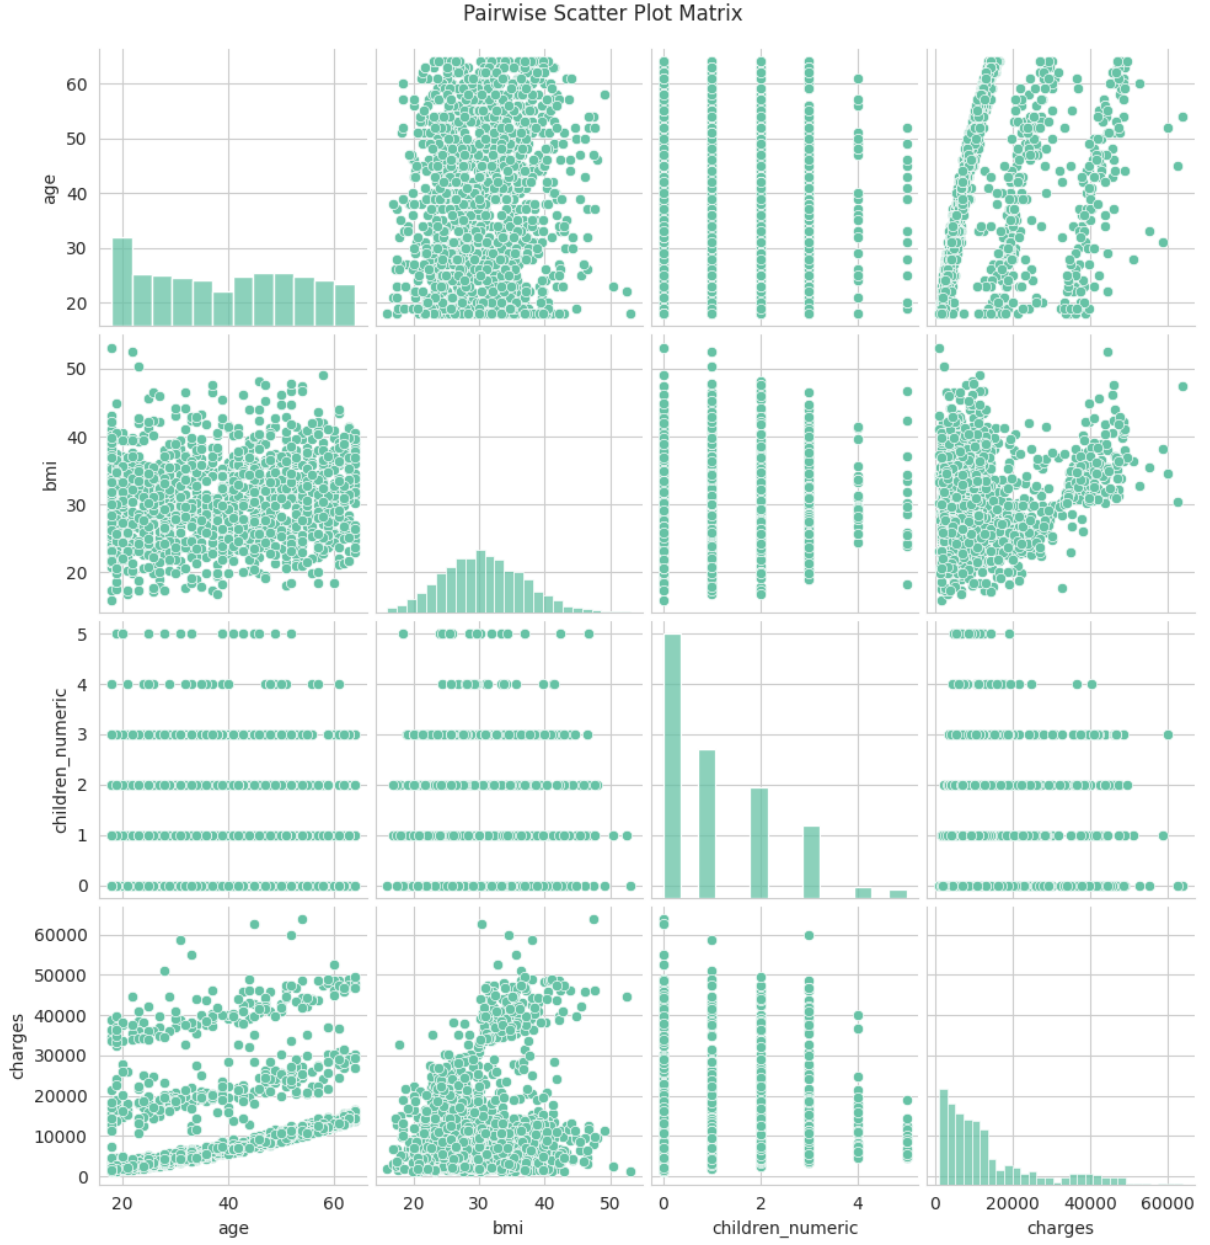 Pairwise Scatter Plot Matrix
age
60
50
40
30
20
bmi
50
40
30
20
children_numeric
5
4
3
2
1
0
charges
60000
50000
40000
30000
20000
10000
0
20 40 60
20 30 40 50
0 2 4
0 20000 40000 60000
age bmi children_numeric charges